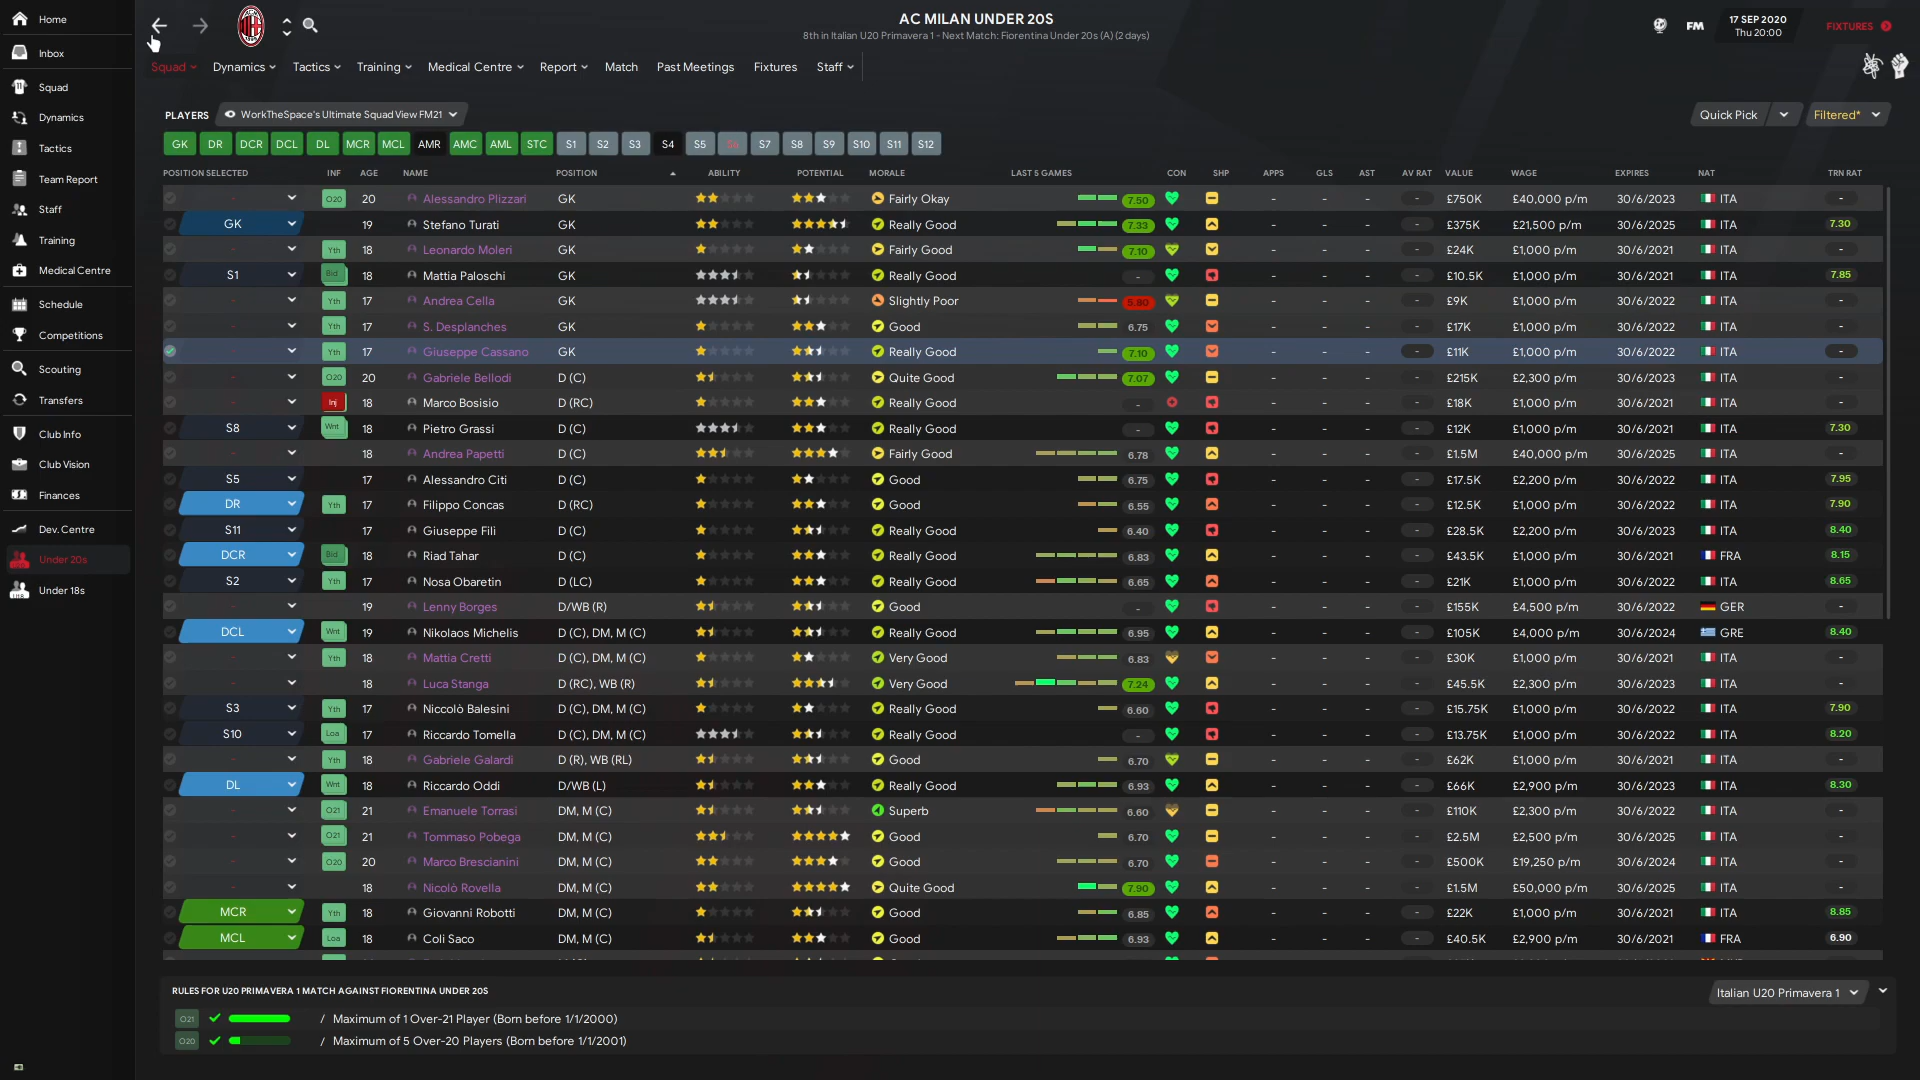 Home
Inbox
Squad
Dynamics
Tactics
Team Report
Staff
Training
Medical Centre
Schedule
Competitions
Scouting
Transfers
Club Info
Club Vision
Finances
Dev. Centre
Under 20s
Under 18s
AC MILAN UNDER 20S
8th in Italian U20 Primavera 1 - Next Match: Fiorentina Under 20s (A) (2 days)
FM
17 SEP 2020
Thu 20:00
FIXTURES
Squad Dynamics Tactics Training Medical Centre Report Match Past Meetings Fixtures Staff
PLAYERS WorkTheSpace's Ultimate Squad View FM21 Quick Pick Filtered*
GK DR DCR DCL DL MCR MCL AMR AMC AML STC S1 S2 S3 S4 S5 S6 S7 S8 S9 S10 S11 S12
POSITION SELECTED INF AGE NAME POSITION ABILITY POTENTIAL MORALE LAST 5 GAMES CON SHP APPS GLS AST AV RAT VALUE WAGE EXPIRES NAT TRN RAT
- O20 20 Alessandro Plizzari GK Fairly Okay 7.50 - - - - £750K £40,000 p/m 30/6/2023 ITA -
GK 19 Stefano Turati GK Really Good 7.33 - - - - £375K £21,500 p/m 30/6/2025 ITA 7.30
- Yth 18 Leonardo Moleri GK Fairly Good 7.10 - - - - £24K £1,000 p/m 30/6/2021 ITA -
S1 Bid 18 Mattia Paloschi GK Really Good - - - - - £10.5K £1,000 p/m 30/6/2021 ITA 7.85
- Yth 17 Andrea Cella GK Slightly Poor 5.80 - - - - £9K £1,000 p/m 30/6/2022 ITA -
- Yth 17 S. Desplanches GK Good 6.75 - - - - £17K £1,000 p/m 30/6/2022 ITA -
Yth 17 Giuseppe Cassano GK Really Good 7.10 - - - - £11K £1,000 p/m 30/6/2022 ITA -
- O20 20 Gabriele Bellodi D (C) Quite Good 7.07 - - - - £215K £2,300 p/m 30/6/2023 ITA -
- Inj 18 Marco Bosisio D (RC) Really Good - - - - - £18K £1,000 p/m 30/6/2021 ITA -
S8 Wnt 18 Pietro Grassi D (C) Really Good - - - - - £12K £1,000 p/m 30/6/2021 ITA 7.30
- 18 Andrea Papetti D (C) Fairly Good 6.78 - - - - £1.5M £40,000 p/m 30/6/2023 ITA -
S5 17 Alessandro Citi D (C) Good 6.75 - - - - £17.5K £2,200 p/m 30/6/2023 ITA 7.95
DR Yth 17 Filippo Concas D (RC) Good 6.55 - - - - £12.5K £1,000 p/m 30/6/2022 ITA 7.90
S11 17 Giuseppe Fili D (C) Really Good 6.40 - - - - £28.5K £2,200 p/m 30/6/2023 ITA 8.40
DCR Bid 18 Riad Tahar D (C) Really Good 6.83 - - - - £43.5K £1,000 p/m 30/6/2021 FRA 8.15
S2 Yth 17 Nosa Obaretin D (LC) Really Good 6.65 - - - - £21K £1,000 p/m 30/6/2022 ITA 8.65
- 19 Lenny Borges D/WB (R) Good - - - - - £155K £4,500 p/m 30/6/2022 GER -
DCL Wnt 19 Nikolaos Michelis D (C), DM, M (C) Really Good 6.95 - - - - £105K £4,000 p/m 30/6/2024 GRE 8.40
- Yth 18 Mattia Cretti D (C), DM, M (C) Very Good 6.83 - - - - £30K £1,000 p/m 30/6/2021 ITA -
- 18 Luca Stanga D (RC), WB (R) Very Good 7.24 - - - - £45.5K £2,300 p/m 30/6/2023 ITA -
S3 Yth 17 Niccolò Balesini D (C), DM, M (C) Really Good 6.60 - - - - £15.75K £1,000 p/m 30/6/2022 ITA 7.90
S10 Loa 17 Riccardo Tomella D (C), DM, M (C) Really Good - - - - - £13.75K £1,000 p/m 30/6/2022 ITA 8.20
- Yth 18 Gabriele Galardi D (R), WB (RL) Good 6.70 - - - - £62K £1,000 p/m 30/6/2021 ITA -
DL Wnt 18 Riccardo Oddi D/WB (L) Really Good 6.93 - - - - £66K £2,900 p/m 30/6/2023 ITA 8.30
- O21 21 Emanuele Torrasi DM, M (C) Superb 6.60 - - - - £110K £2,300 p/m 30/6/2022 ITA -
- O21 21 Tommaso Pobega DM, M (C) Good 6.70 - - - - £2.5M £2,500 p/m 30/6/2025 ITA -
- O20 20 Marco Brescianini DM, M (C) Good 6.70 - - - - £500K £19,250 p/m 30/6/2024 ITA -
- 18 Nicolò Rovella DM, M (C) Quite Good 7.90 - - - - £1.5M £50,000 p/m 30/6/2025 ITA -
MCR Yth 18 Giovanni Robotti DM, M (C) Good 6.85 - - - - £22K £1,000 p/m 30/6/2021 ITA 8.85
MCL Loa 18 Coli Saco DM, M (C) Good 6.93 - - - - £40.5K £2,900 p/m 30/6/2021 FRA 6.90
RULES FOR U20 PRIMAVERA 1 MATCH AGAINST FIORENTINA UNDER 20S Italian U20 Primavera 1
O21 / Maximum of 1 Over-21 Player (Born before 1/1/2000)
O20 / Maximum of 5 Over-20 Players (Born before 1/1/2001)